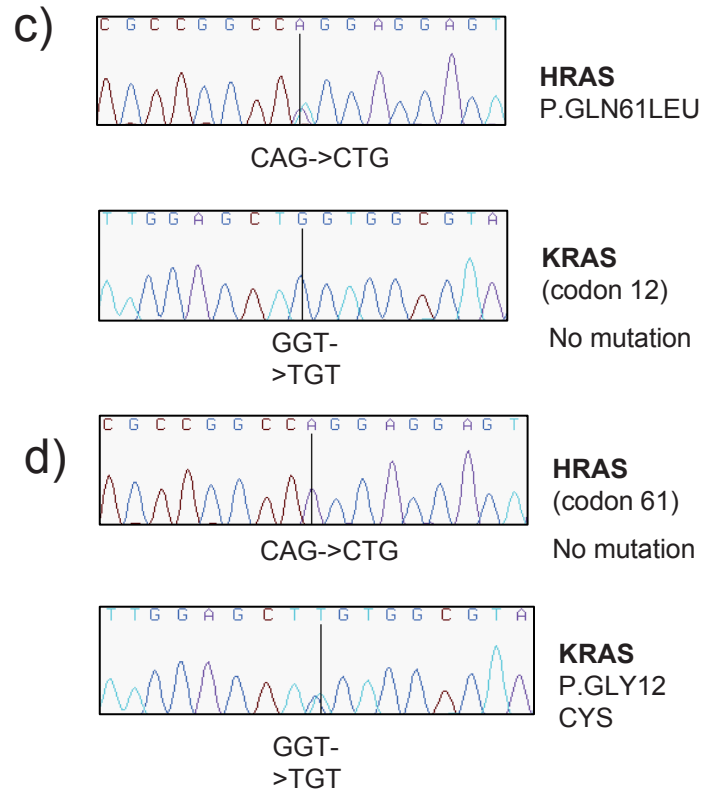 c)
C G C C G G C C A G G A G G A G T
HRAS
P.GLN61LEU
CAG->CTG
T T G G A G C T G G T G G C G T A
KRAS
(codon 12)
No mutation
GGT-
>TGT
d)
C G C C G G C C A G G A G G A G T
HRAS
(codon 61)
No mutation
CAG->CTG
T T G G A G C T T G T G G C G T A
KRAS
P.GLY12
CYS
GGT-
>TGT